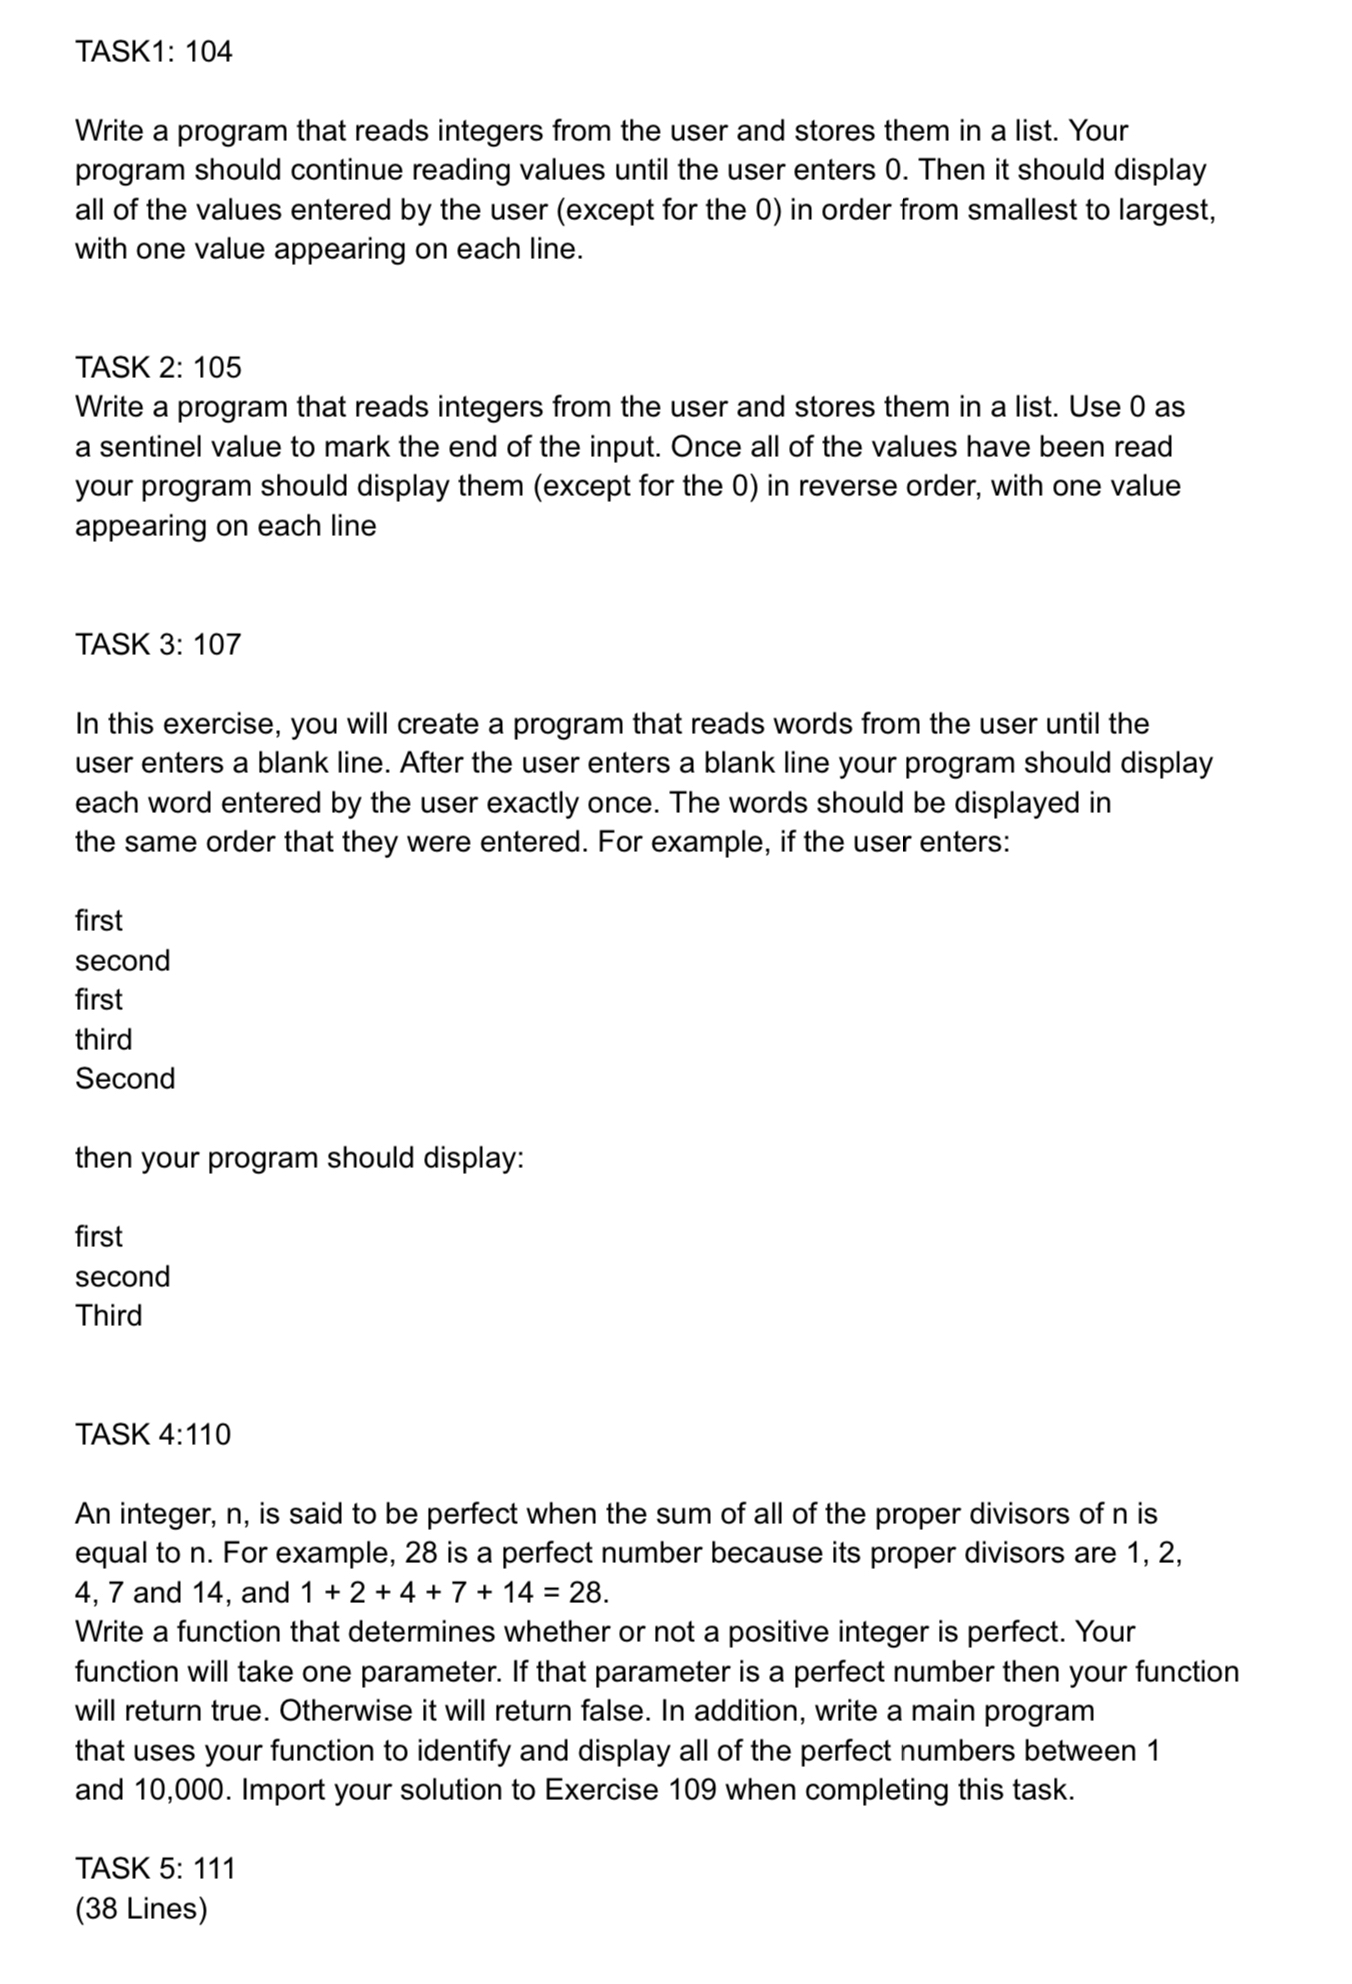 TASK1: 104
Write a program that reads integers from the user and stores them in a list. Your
program should continue reading values until the user enters 0. Then it should display
all of the values entered by the user (except for the 0) in order from smallest to largest,
with one value appearing on each line.
TASK 2: 105
Write a program that reads integers from the user and stores them in a list. Use 0 as
a sentinel value to mark the end of the input. Once all of the values have been read
your program should display them (except for the 0) in reverse order, with one value
appearing on each line
TASK 3: 107
In this exercise, you will create a program that reads words from the user until the
user enters a blank line. After the user enters a blank line your program should display
each word entered by the user exactly once. The words should be displayed in
the same order that they were entered. For example, if the user enters:
first
second
first
third
Second
then your program should display:
first
second
Third
TASK 4:110
An integer, n, is said to be perfect when the sum of all of the proper divisors of n is
equal to n. For example, 28 is a perfect number because its proper divisors are 1, 2,
4, 7 and 14, and 1 + 2 + 4 + 7 + 14 = 28.
Write a function that determines whether or not a positive integer is perfect. Your
function will take one parameter. If that parameter is a perfect number then your function
will return true. Otherwise it will return false. In addition, write a main program
that uses your function to identify and display all of the perfect numbers between 1
and 10,000. Import your solution to Exercise 109 when completing this task.
TASK 5: 111
(38 Lines)